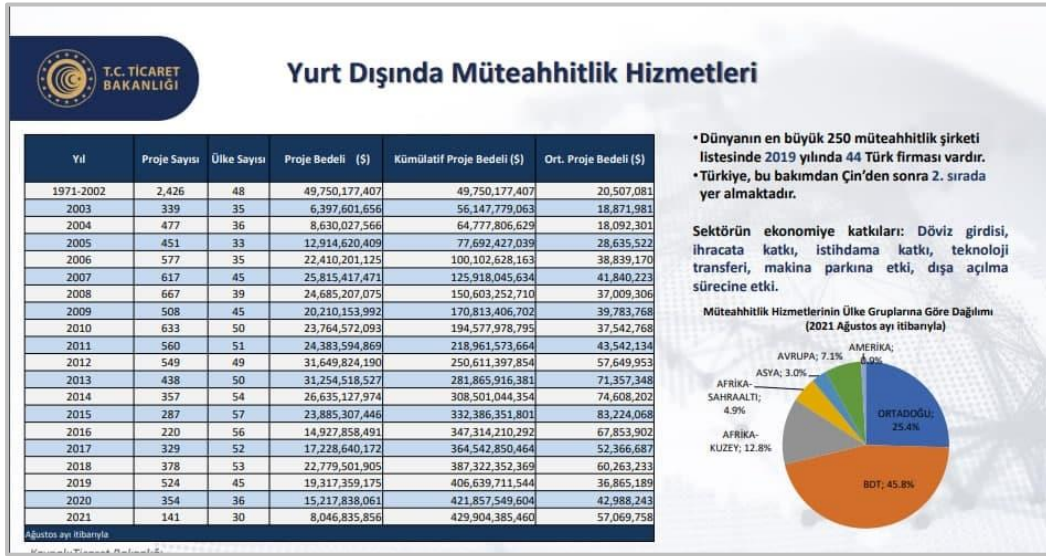 T.C. TİCARET
BAKANLIĞI
Yurt Dışında Müteahhitlik Hizmetleri
Yıl Proje Sayısı Ülke Sayısı Proje Bedeli ($) Kümülatif Proje Bedeli ($) Ort. Proje Bedeli ($)
1971-2002 2,426 48 49,750,177,407 49,750,177,407 20,507,081
2003 339 35 6,397,601,656 56,147,779,063 18,871,981
2004 477 36 8,630,027,566 64,777,806,629 18,092,301
2005 451 33 12,914,620,409 77,692,427,039 28,635,522
2006 577 35 22,410,201,125 100,102,628,163 38,839,170
2007 617 45 25,815,417,471 125,918,045,634 41,840,223
2008 667 39 24,685,207,075 150,603,252,710 37,009,306
2009 508 45 20,210,153,992 170,813,406,702 39,783,768
2010 633 50 23,764,572,093 194,577,978,795 37,542,768
2011 560 51 24,383,594,869 218,961,573,664 43,542,134
2012 549 49 31,649,824,190 250,611,397,854 57,649,953
2013 438 50 31,254,518,527 281,865,916,381 71,357,348
2014 357 54 26,635,127,974 308,501,044,354 74,608,202
2015 287 57 23,885,307,446 332,386,351,801 83,224,068
2016 220 56 14,927,858,491 347,314,210,292 67,853,902
2017 329 52 17,228,640,172 364,542,850,464 52,366,687
2018 378 53 22,779,501,905 387,322,352,369 60,263,233
2019 524 45 19,317,359,175 406,639,711,544 36,865,189
2020 354 36 15,217,838,061 421,857,549,604 42,988,243
2021 141 30 8,046,835,856 429,904,385,460 57,069,758
Ağustos ayı itibarıyla
Kaynak: Ticaret Bakanlığı
•Dünyanın en büyük 250 müteahhitlik şirketi
listesinde 2019 yılında 44 Türk firması vardır.
•Türkiye, bu bakımdan Çin’den sonra 2. sırada
yer almaktadır.
Sektörün ekonomiye katkıları: Döviz girdisi,
ihracata katkı, istihdama katkı, teknoloji
transferi, makina parkına etki, dışa açılma
sürecine etki.
Müteahhitlik Hizmetlerinin Ülke Gruplarına Göre Dağılımı
(2021 Ağustos ayı itibarıyla)
AMERİKA;
0.9%
AVRUPA; 7.1%
ASYA; 3.0%
AFRİKA-
SAHRAALTI;
4.9%
AFRİKA-
KUZEY; 12.8%
ORTADOĞU;
25.4%
BDT; 45.8%